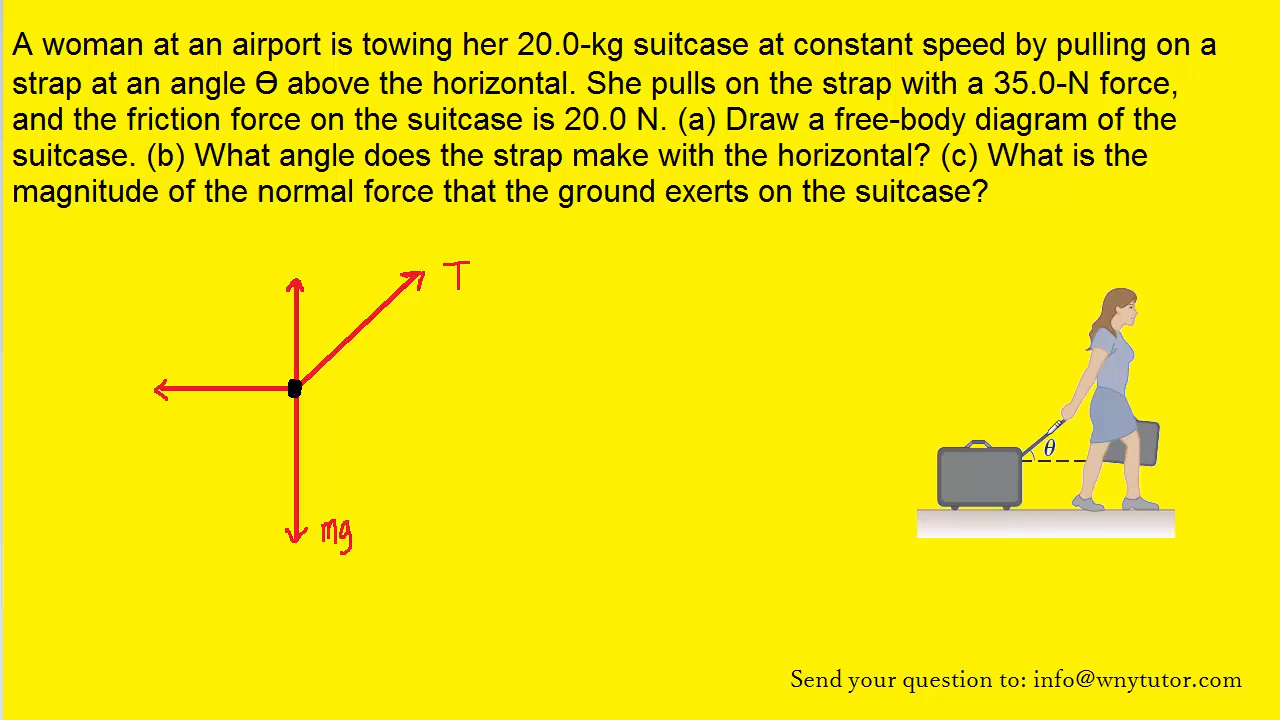 A woman at an airport is towing her 20.0-kg suitcase at constant speed by pulling on a
strap at an angle Ө above the horizontal. She pulls on the strap with a 35.0-N force,
and the friction force on the suitcase is 20.0 N. (a) Draw a free-body diagram of the
suitcase. (b) What angle does the strap make with the horizontal? (c) What is the
magnitude of the normal force that the ground exerts on the suitcase?
T
θ
mg
Send your question to: info@wnytutor.com